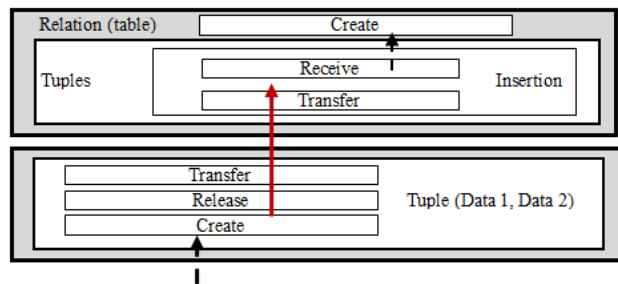 Relation (table)
Create
Tuples
Receive
Insertion
Transfer
Transfer
Release
Tuple (Data 1, Data 2)
Create